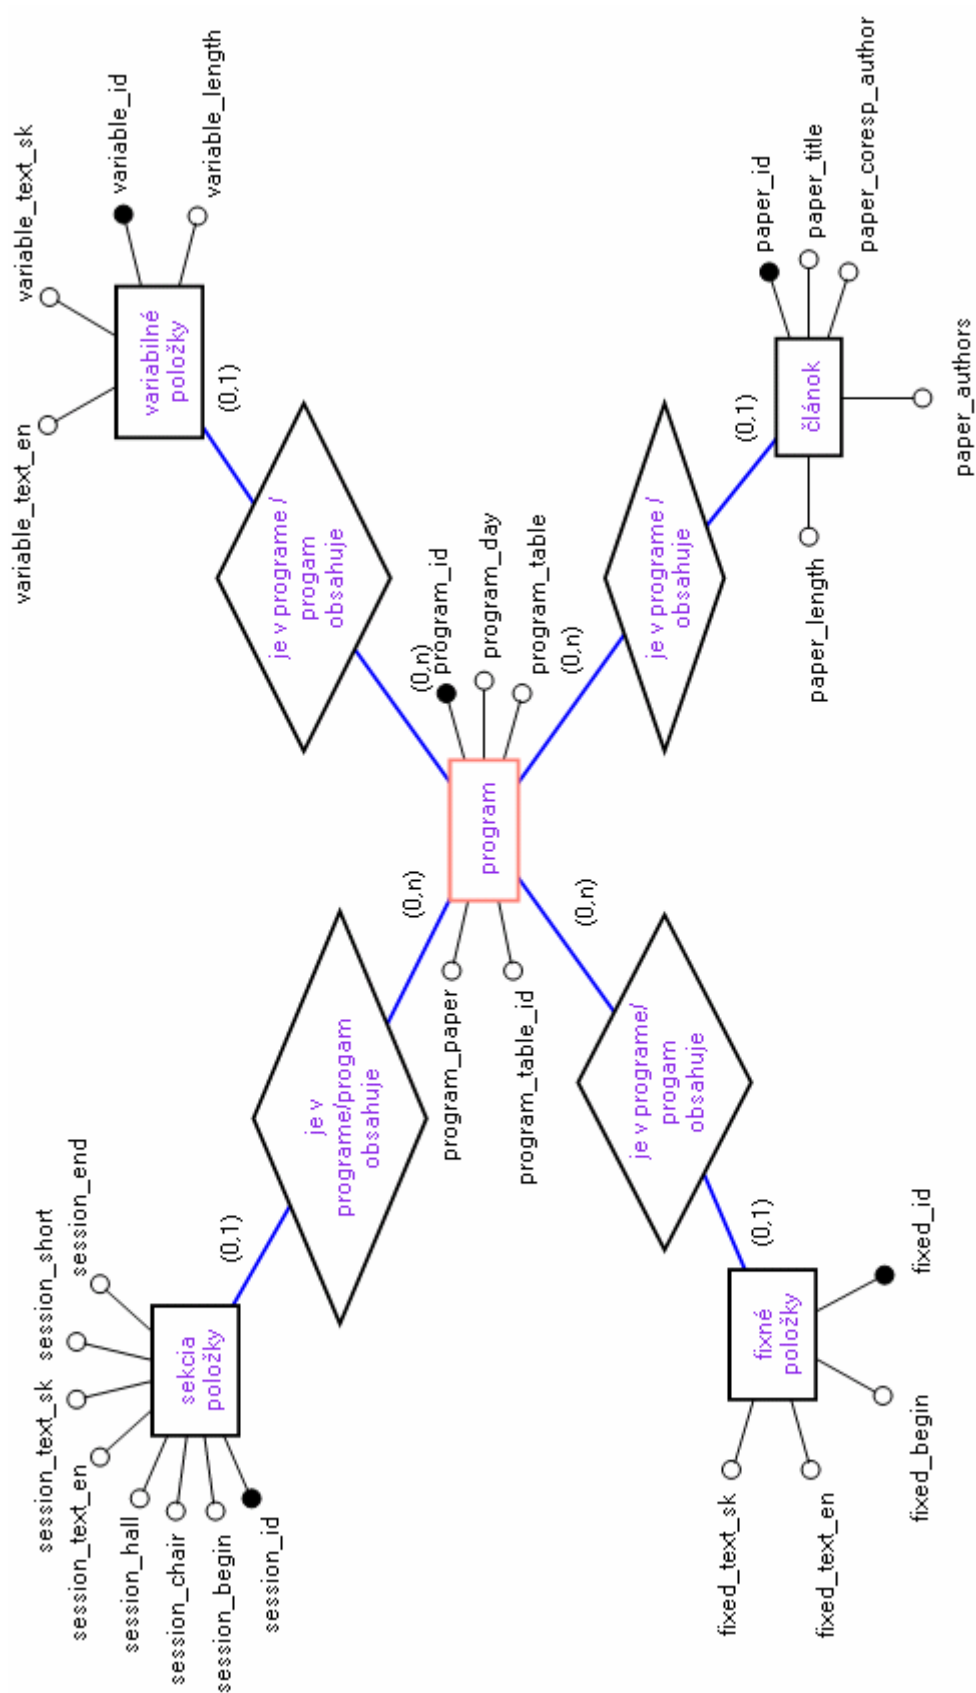 session_text_sk
session_short
session_end
session_text_en
session_hall
session_chair
session_begin
session_id
sekcia
položky
(0,1)
je v
programe/progam
obsahuje
(0,n)
variable_text_en
variable_text_sk
variable_id
variable_length
variabilné
položky
(0,1)
je v programe /
progam
obsahuje
(0,n)
program_id
program_day
program_table
program
program_paper
program_table_id
(0,n)
je v programe/
progam
obsahuje
(0,1)
fixné
položky
fixed_text_sk
fixed_text_en
fixed_begin
fixed_id
(0,n)
je v programe /
obsahuje
(0,1)
článok
paper_id
paper_title
paper_coresp_author
paper_length
paper_authors